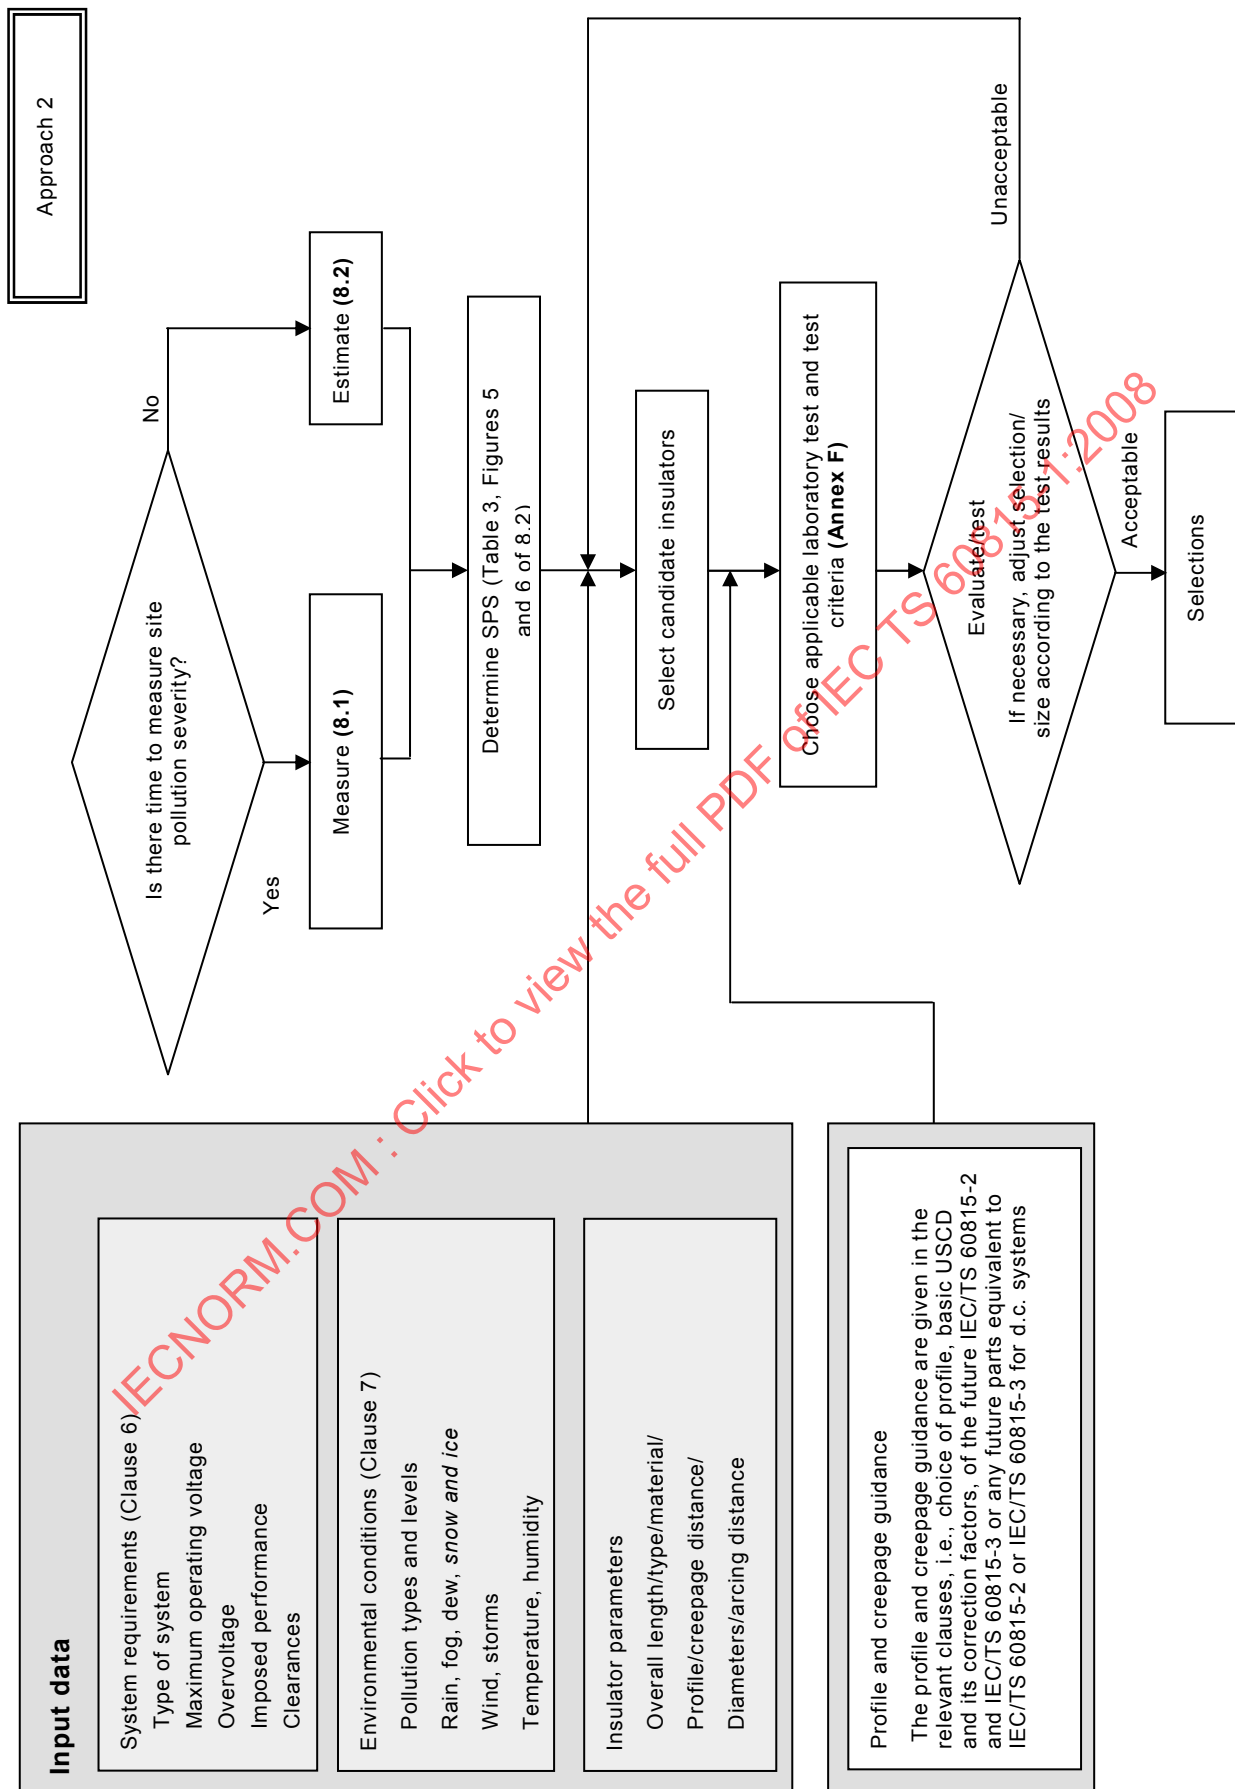 Approach 2
Input data
System requirements (Clause 6)
Type of system
Maximum operating voltage
Overvoltage
Imposed performance
Clearances
Environmental conditions (Clause 7)
Pollution types and levels
Rain, fog, dew, snow and ice
Wind, storms
Temperature, humidity
Insulator parameters
Overall length/type/material/
Profile/creepage distance/
Diameters/arcing distance
Profile and creepage guidance
The profile and creepage guidance are given in the
relevant clauses, i.e., choice of profile, basic USCD
and its correction factors, of the future IEC/TS 60815-2
and IEC/TS 60815-3 or any future parts equivalent to
IEC/TS 60815-2 or IEC/TS 60815-3 for d.c. systems
Is there time to measure site
pollution severity?
Yes
No
Measure (8.1)
Estimate (8.2)
Determine SPS (Table 3, Figures 5
and 6 of 8.2)
Select candidate insulators
Choose applicable laboratory test and test
criteria (Annex F)
Evaluate/test
If necessary, adjust selection/
size according to the test results
Unacceptable
Acceptable
Selections
IECNORM.COM : Click to view the full PDF of IEC TS 60815-1:2008